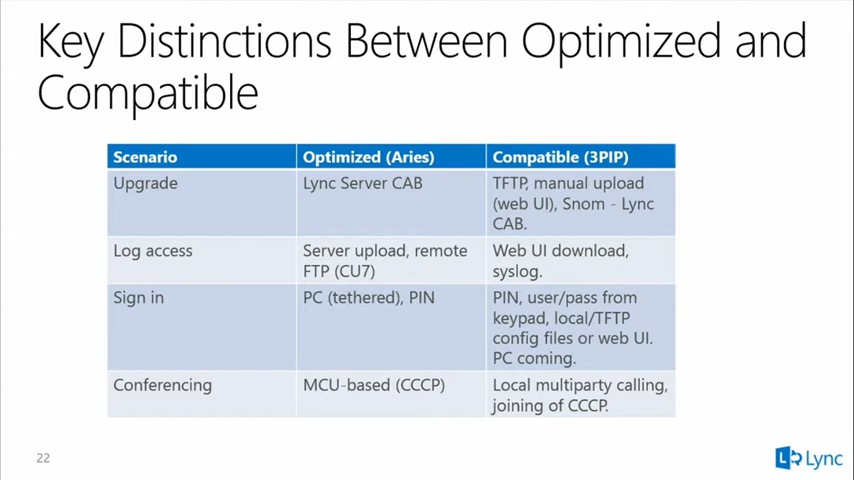 Key Distinctions Between Optimized and
Compatible
Scenario
Optimized (Aries)
Compatible (3PIP)
Upgrade
Lync Server CAB
TFTP, manual upload
(web UI), Snom - Lync
CAB.
Log access
Server upload, remote
FTP (CU7)
Web UI download,
syslog.
Sign in
PC (tethered), PIN
PIN, user/pass from
keypad, local/TFTP
config files or web UI.
PC coming.
Conferencing
MCU-based (CCCP)
Local multiparty calling,
joining of CCCP.
22
L Lync